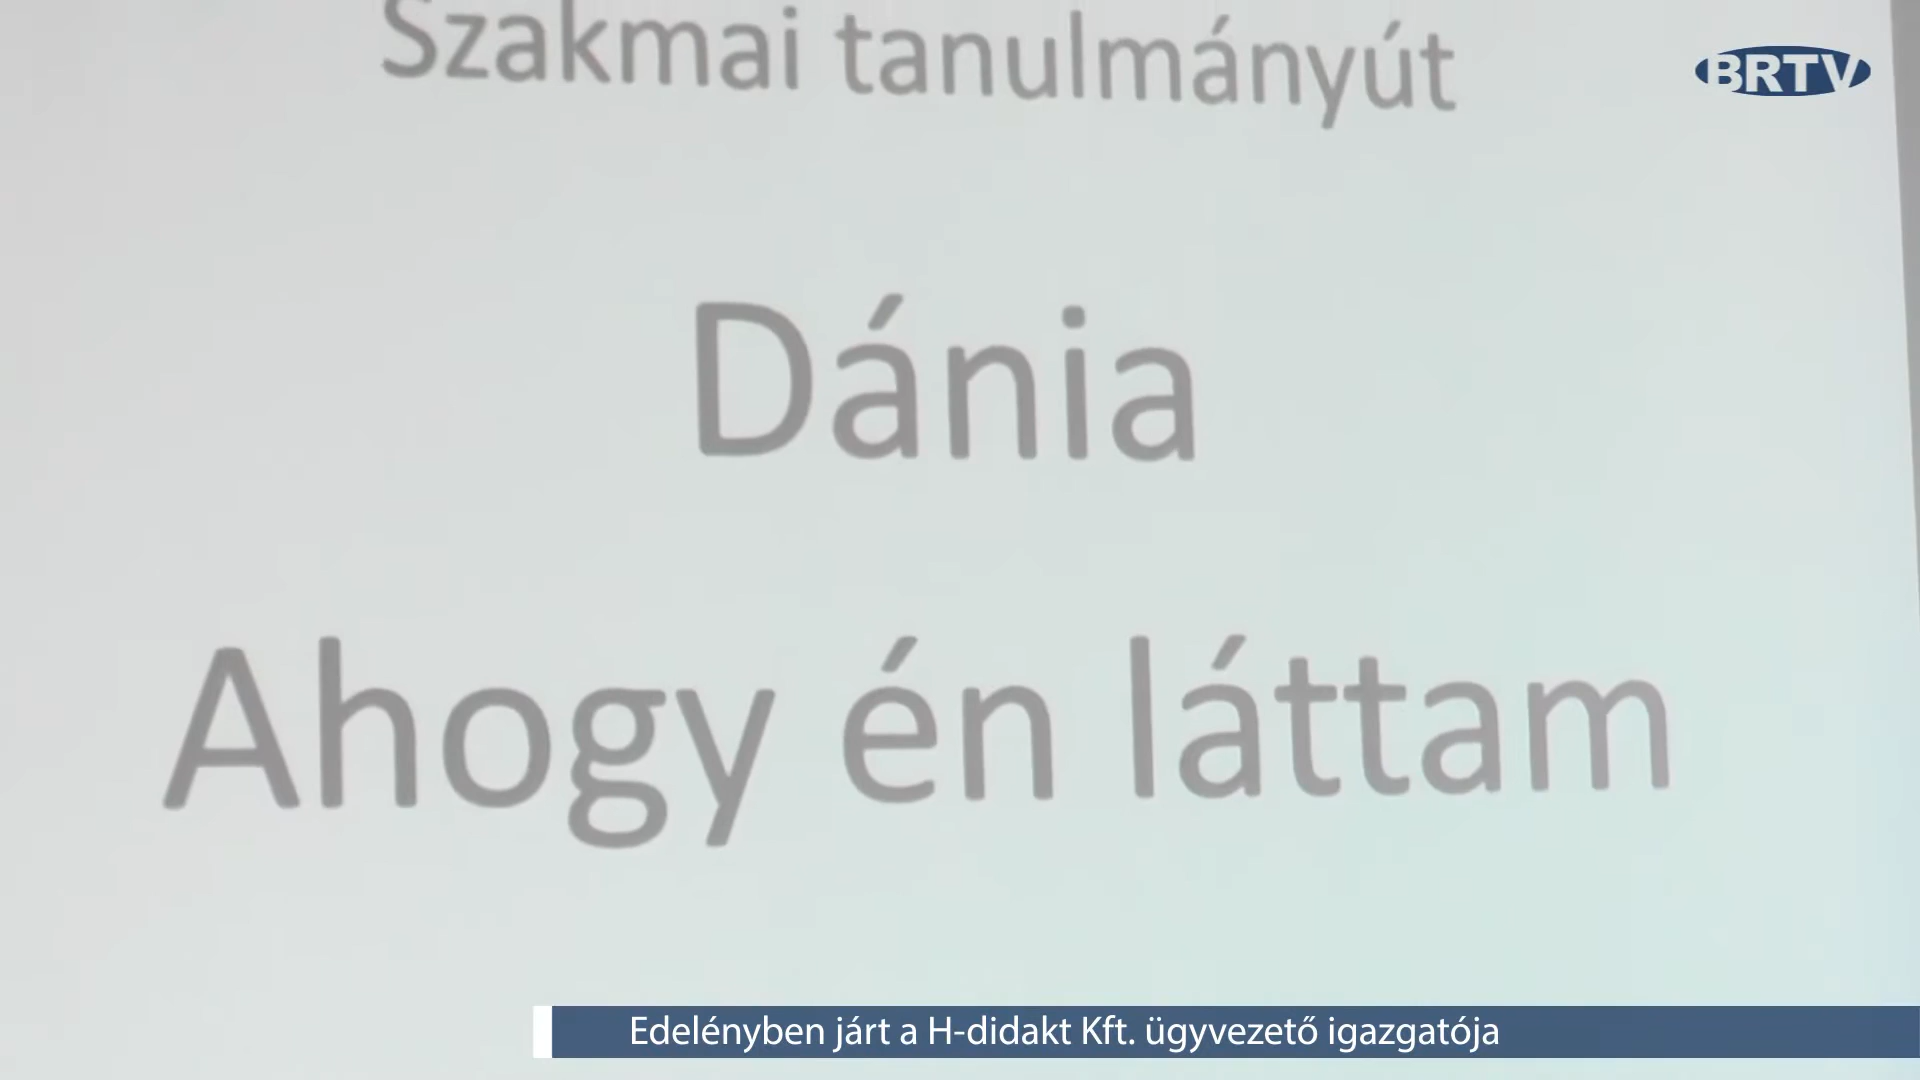 Szakmai tanulmányút
BRTV
Dánia
Ahogy én láttam
Edelényben járt a H-didakt Kft. ügyvezető igazgatója